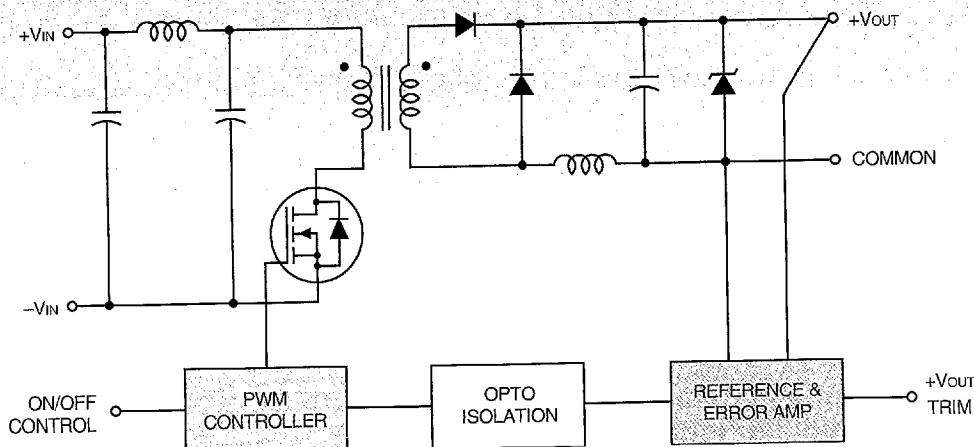 +VIN
+VOUT
COMMON
−VIN
ON/OFF
CONTROL
PWM
CONTROLLER
OPTO
ISOLATION
REFERENCE &
ERROR AMP
+VOUT
TRIM